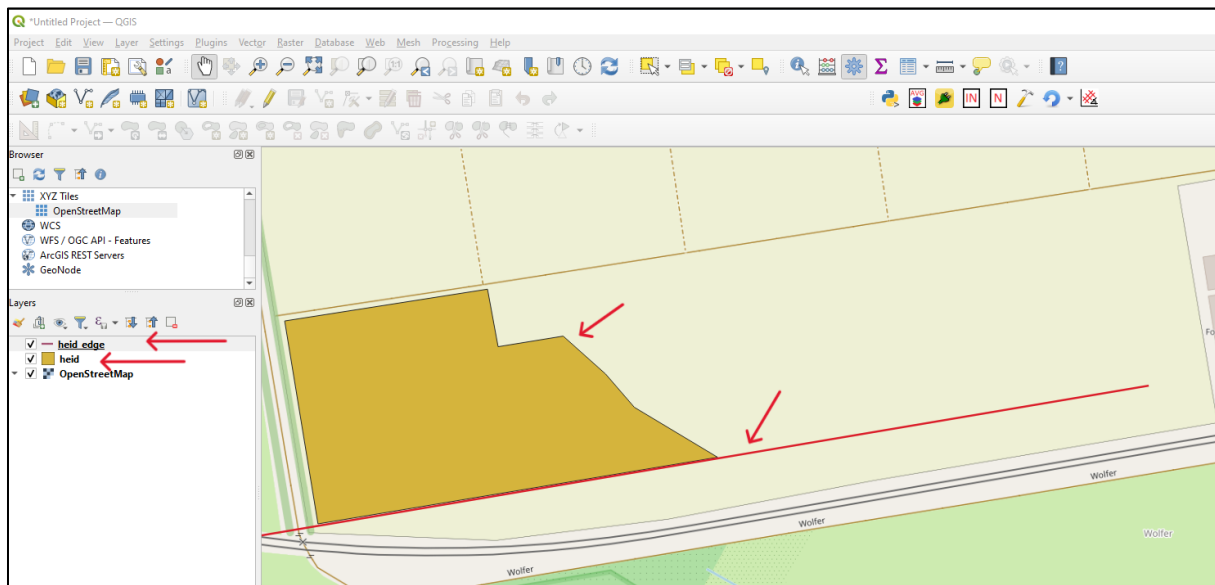 *Untitled Project — QGIS
Project Edit View Layer Settings Plugins Vector Raster Database Web Mesh Processing Help
AVG
IN N
Browser
XYZ Tiles
OpenStreetMap
WCS
WFS / OGC API - Features
ArcGIS REST Servers
GeoNode
Layers
heid_edge
heid
OpenStreetMap
Fo
Wolfer
Wolfer
Wolfer
Wolfer